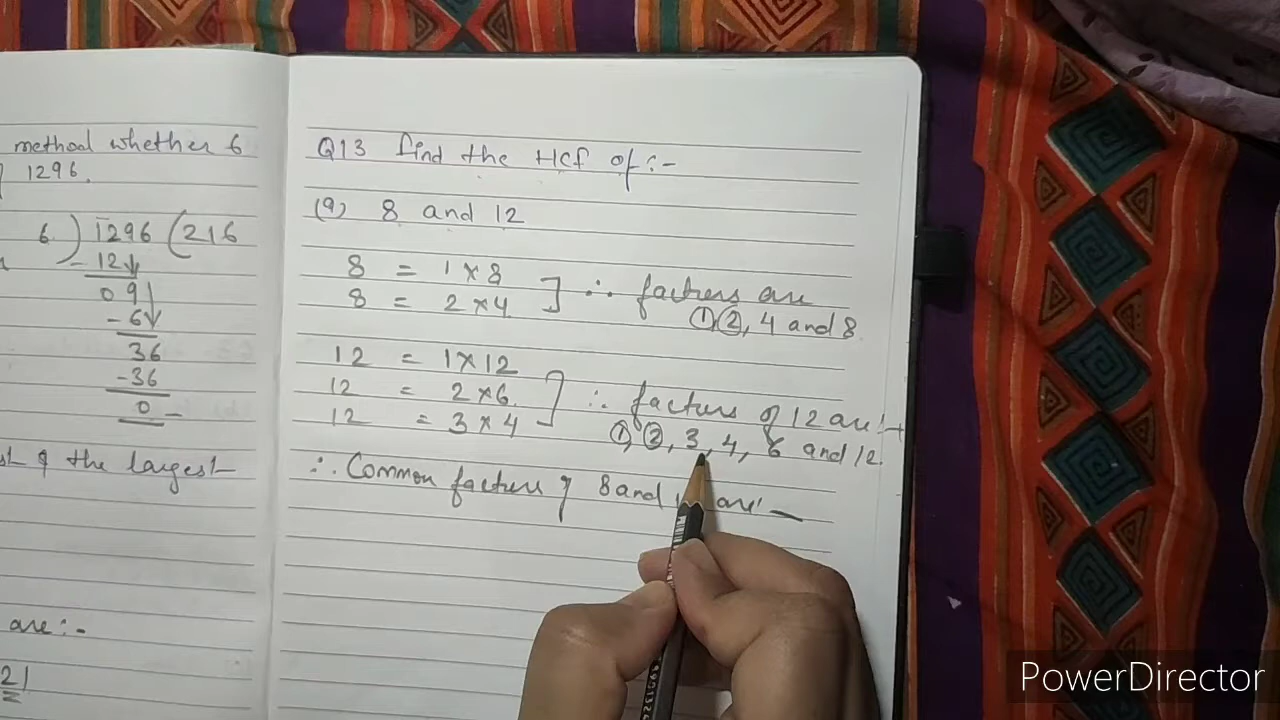 method whether 6
1296.
6 ) 1296 ( 216
- 12
09
- 6
36
- 36
0
the largest
are :-
21
Q13 find the HCF of :-
(a) 8 and 12
8 = 1 × 8
8 = 2 × 4 ] ∴ factors are
1 2, 4 and 8
12 = 1 × 12
12 = 2 × 6
12 = 3 × 4 ] ∴ factors of 12 are :-
1, 2, 3, 4, 6 and 12.
∴ Common factors of 8 and are :-
PowerDirector